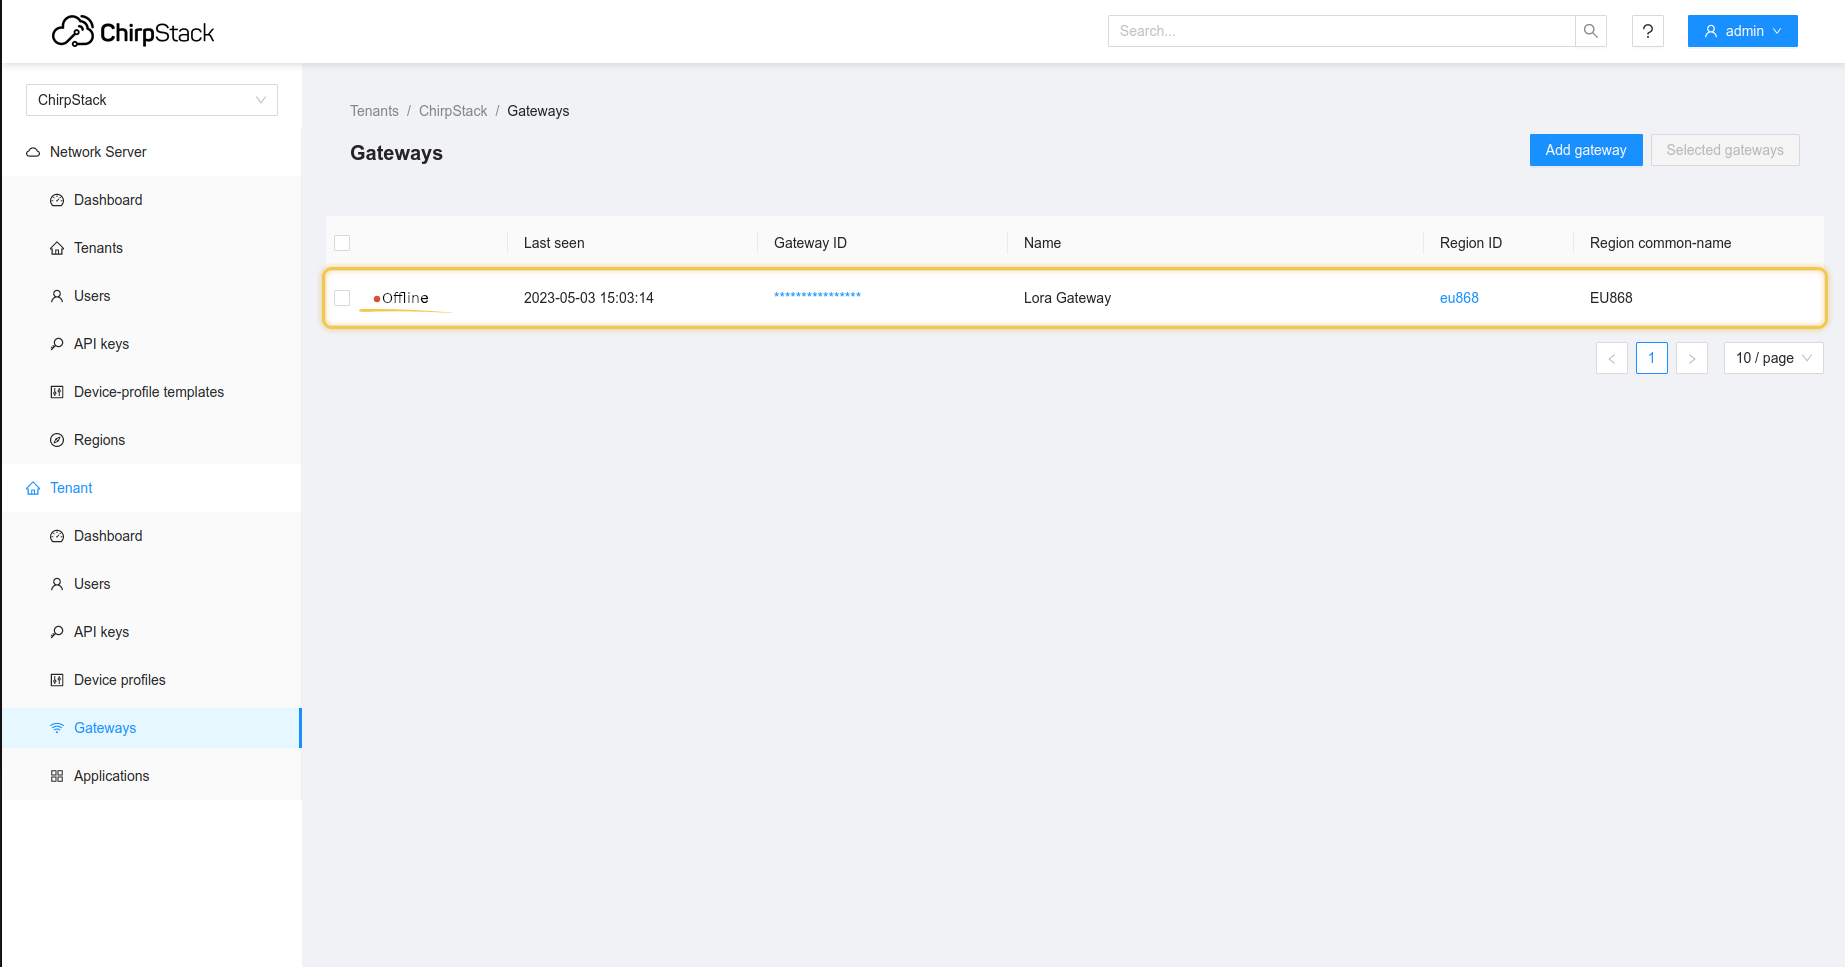 ChirpStack
Search...
?
admin
ChirpStack
Network Server
Dashboard
Tenants
Users
API keys
Device-profile templates
Regions
Tenant
Dashboard
Users
API keys
Device profiles
Gateways
Applications
Tenants / ChirpStack / Gateways
Gateways
Add gateway
Selected gateways
Last seen Gateway ID Name Region ID Region common-name
Offline 2023-05-03 15:03:14 **************** Lora Gateway eu868 EU868
< 1 > 10 / page